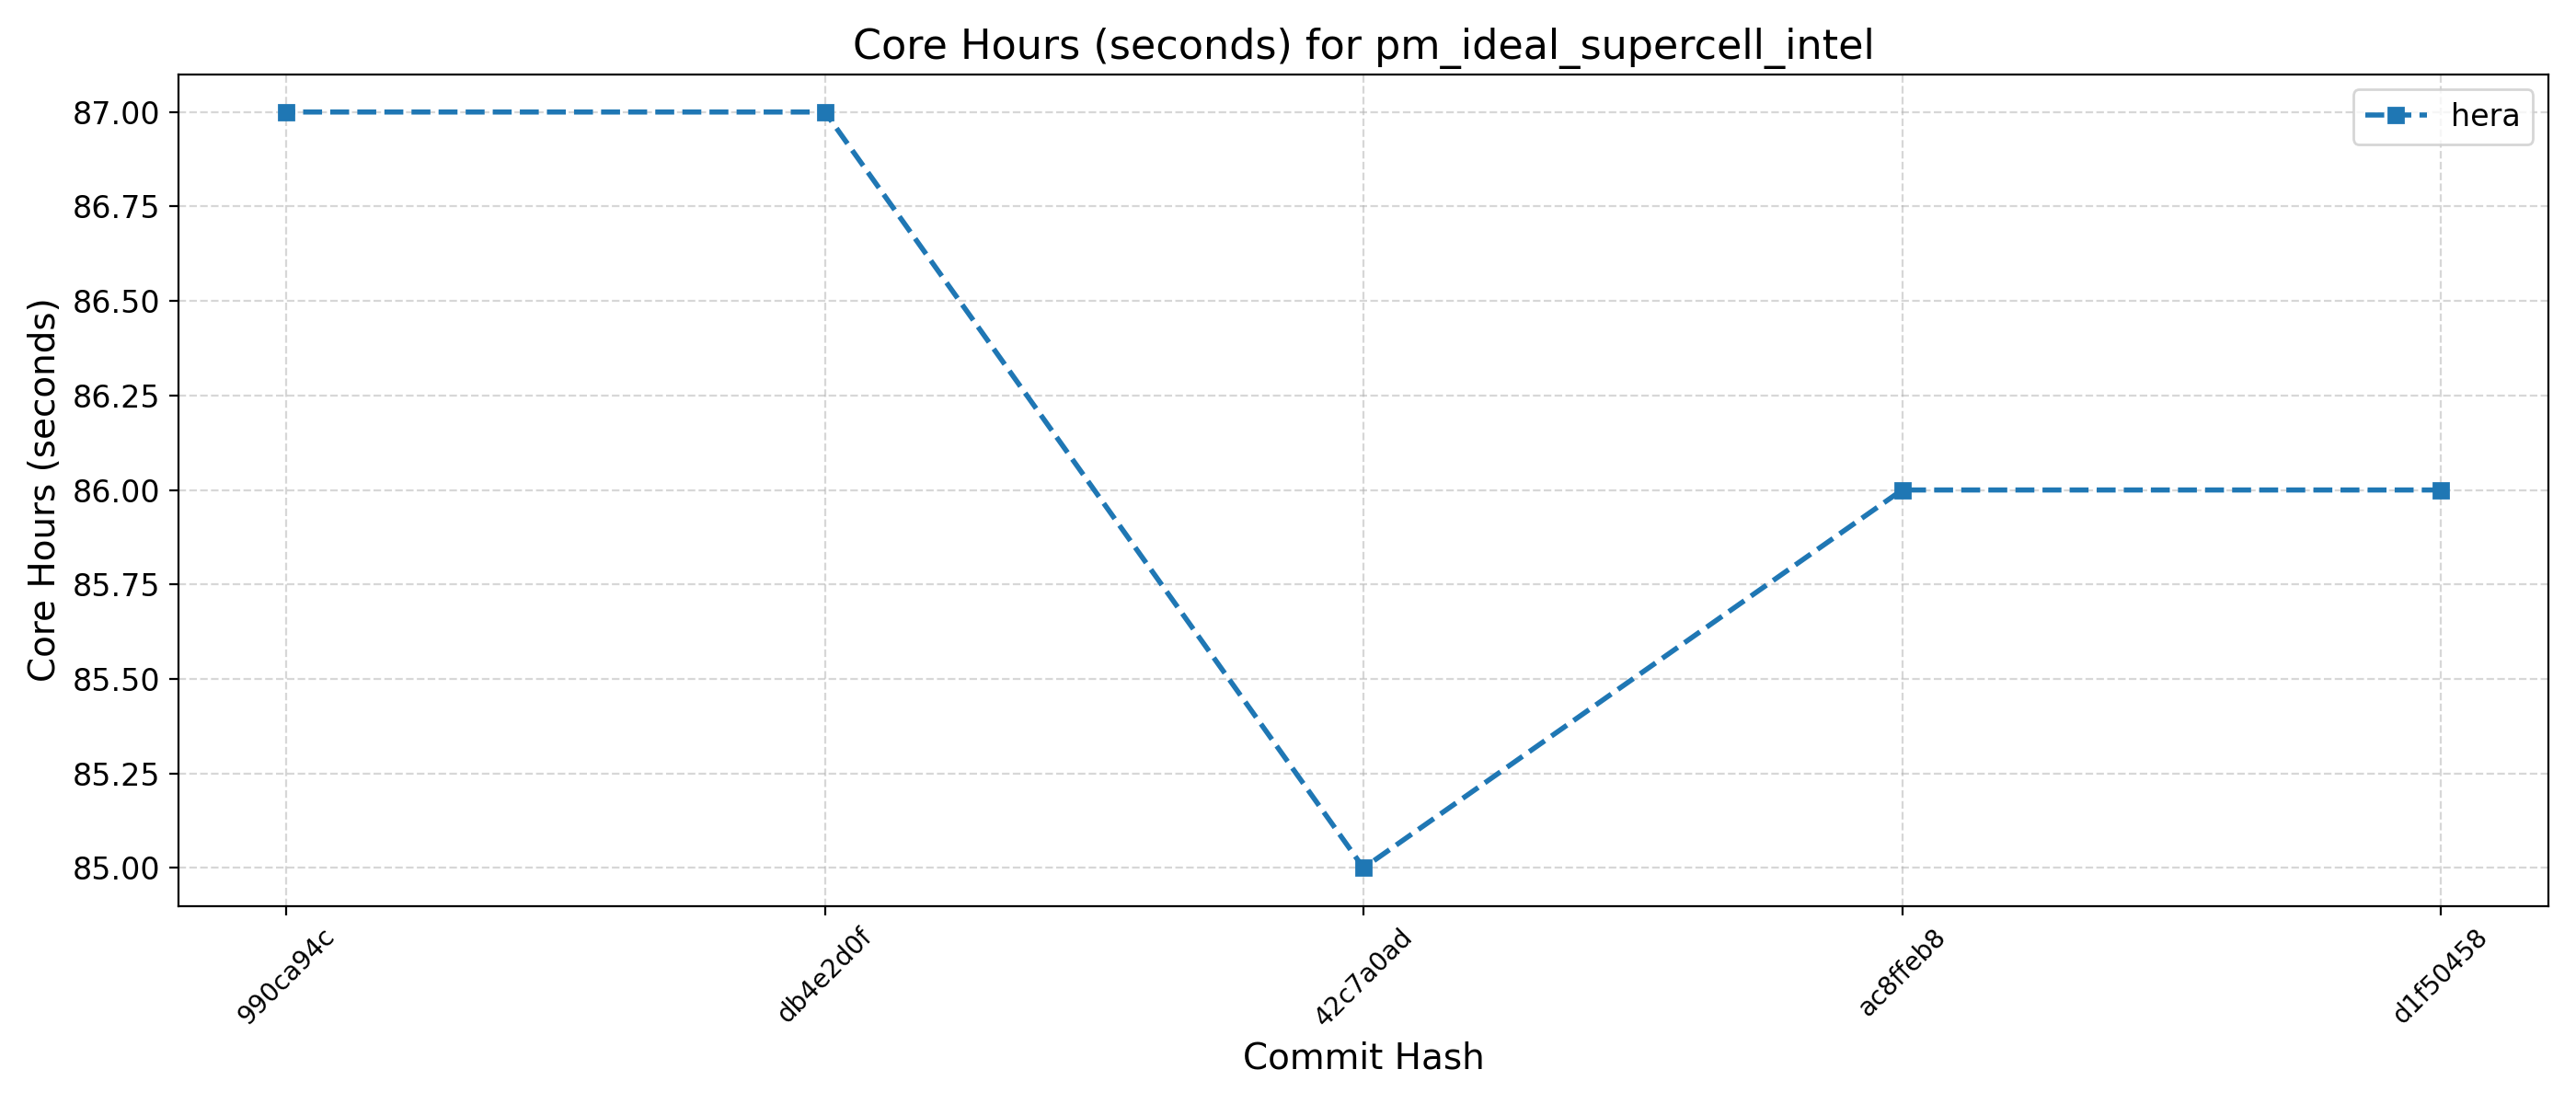 Core Hours (seconds) for pm_ideal_supercell_intel
hera
Core Hours (seconds)
87.00
86.75
86.50
86.25
86.00
85.75
85.50
85.25
85.00
990ca94c
db4e2d0f
42c7a0ad
ac8ffeb8
d1f50458
Commit Hash